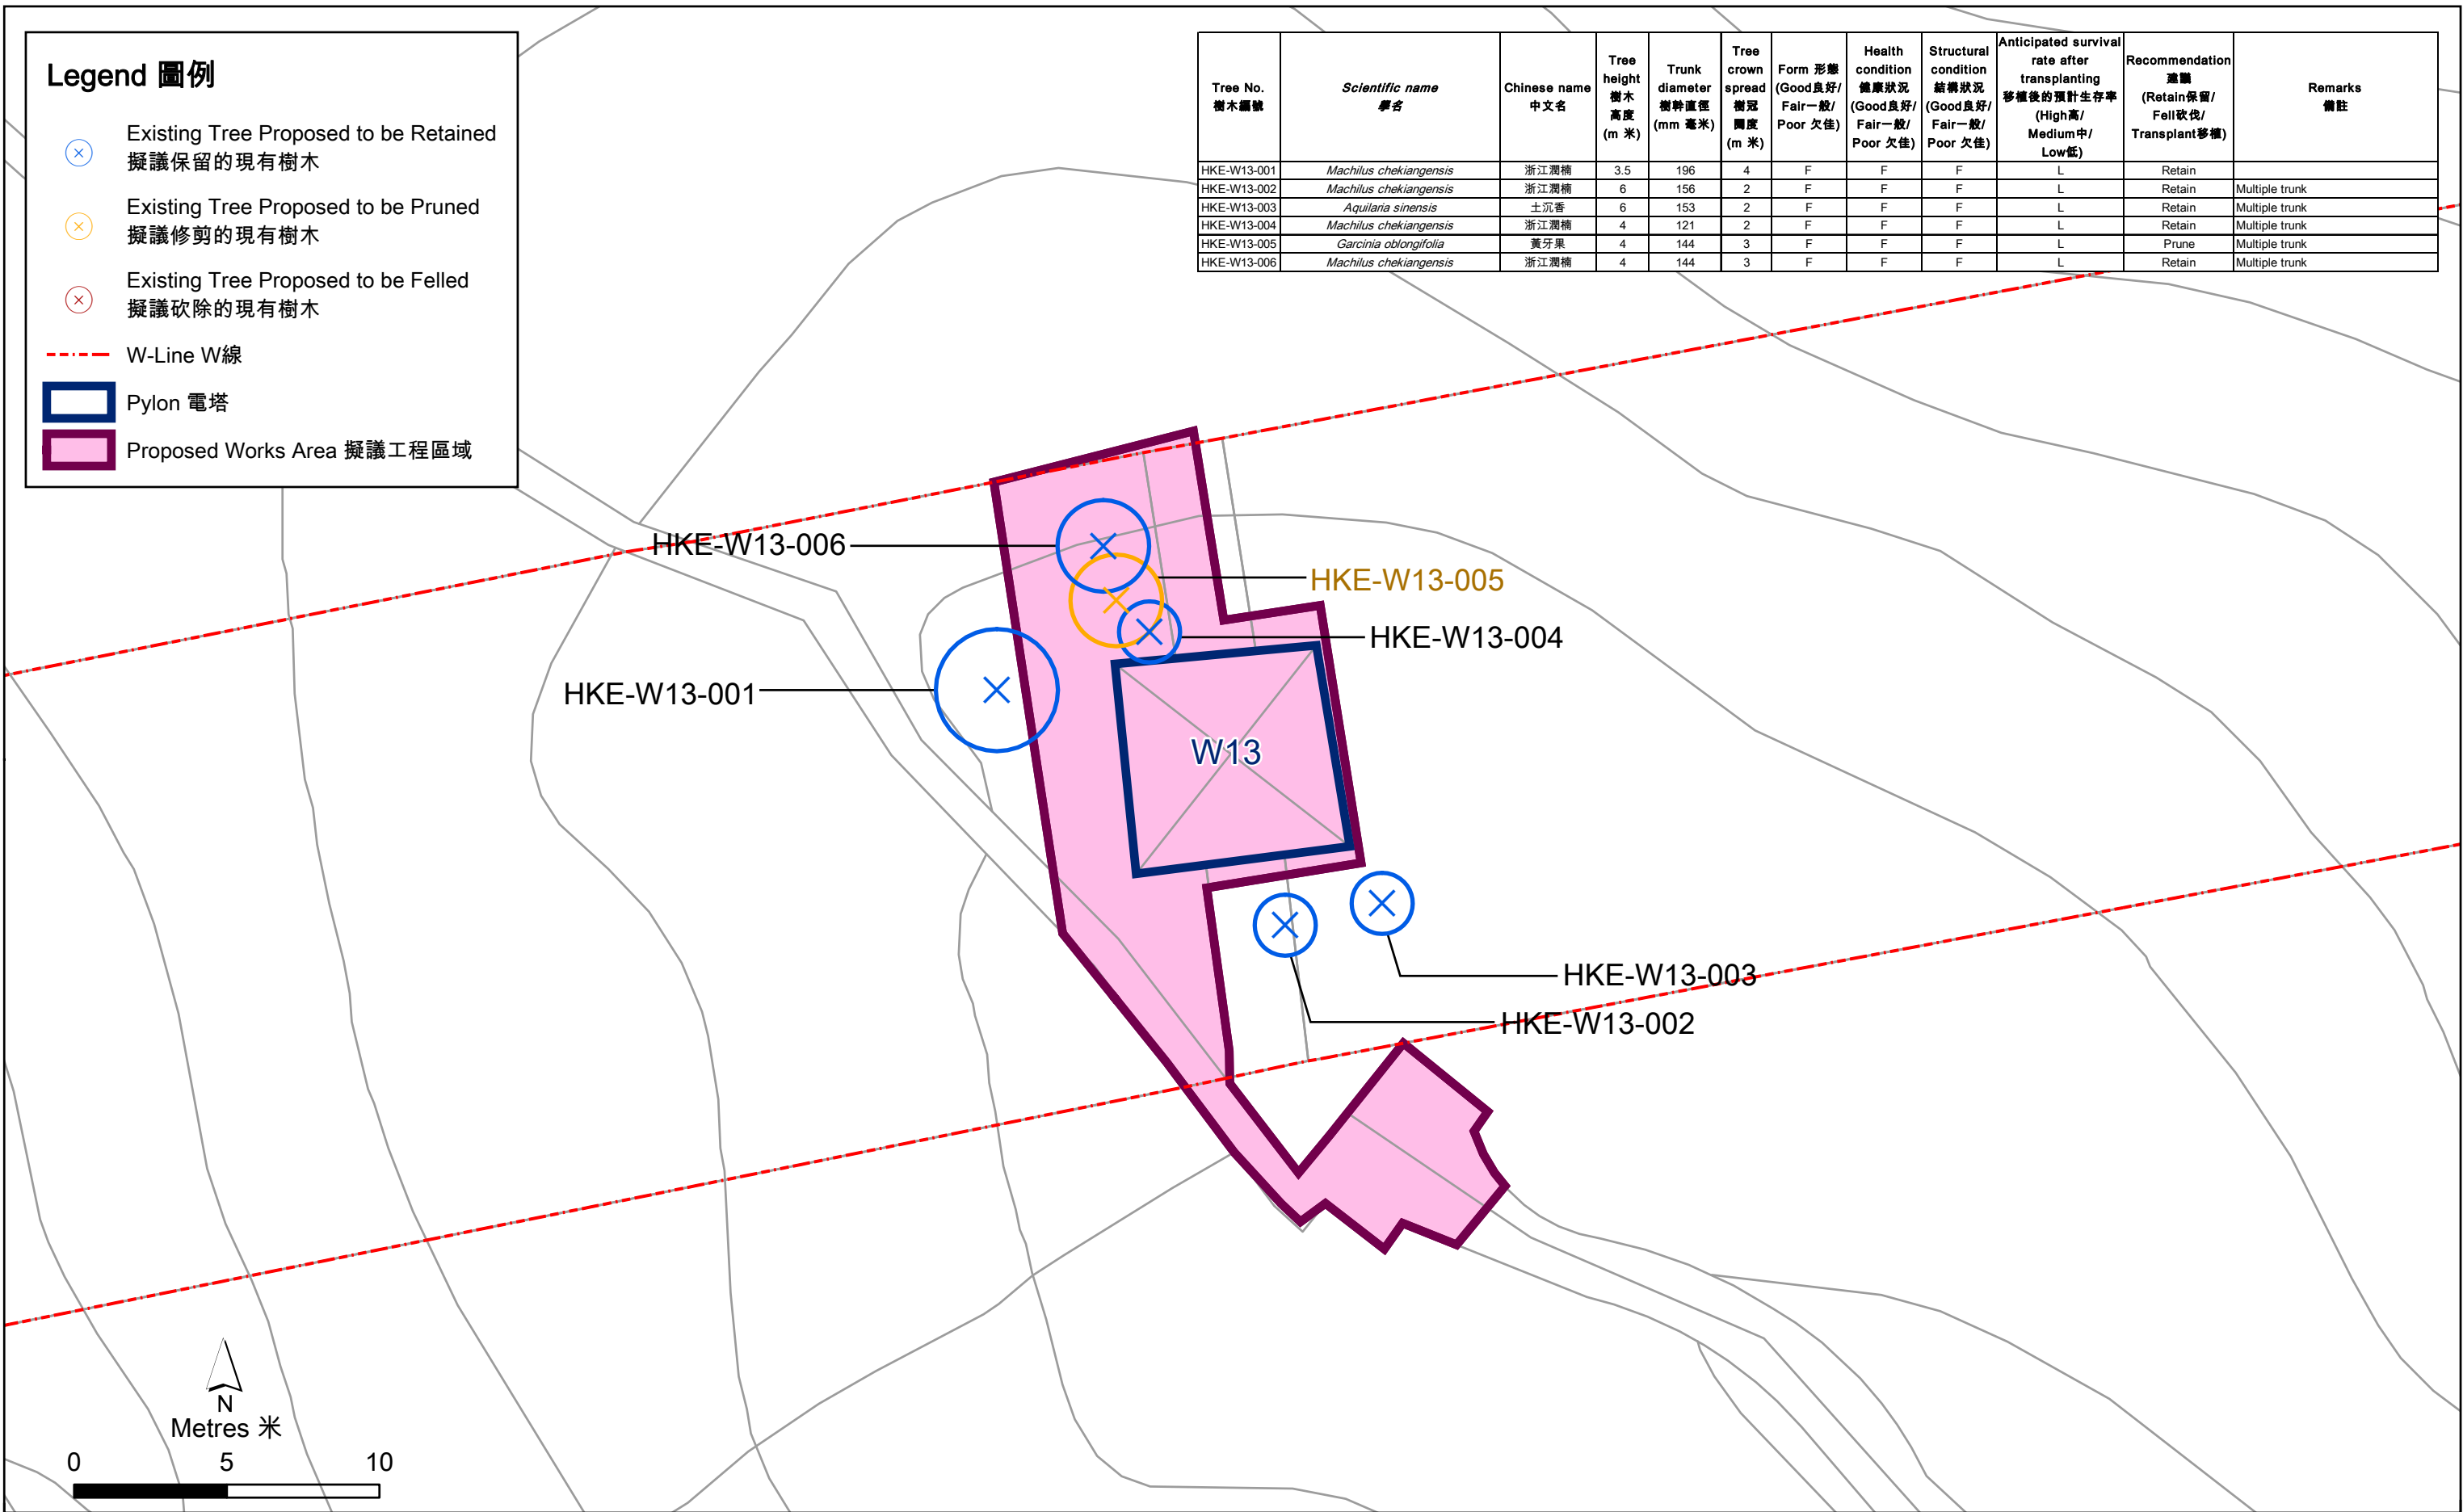 Legend 圖例
Existing Tree Proposed to be Retained
擬議保留的現有樹木
Existing Tree Proposed to be Pruned
擬議修剪的現有樹木
Existing Tree Proposed to be Felled
擬議砍除的現有樹木
W-Line W線
Pylon 電塔
Proposed Works Area 擬議工程區域
Tree No. 樹木編號 Scientific name 學名 Chinese name 中文名 Tree height 樹木高度 (m 米) Trunk diameter 樹幹直徑 (mm 毫米) Tree crown spread 樹冠闊度 (m 米) Form 形態 (Good良好/ Fair一般/ Poor 欠佳) Health condition 健康狀況 (Good良好/ Fair一般/ Poor 欠佳) Structural condition 結構狀況 (Good良好/ Fair一般/ Poor 欠佳) Anticipated survival rate after transplanting 移植後的預計生存率 (High高/ Medium中/ Low低) Recommendation 建議 (Retain保留/ Fell砍伐/ Transplant移植) Remarks 備註
HKE-W13-001 Machilus chekiangensis 浙江潤楠 3.5 196 4 F F F L Retain
HKE-W13-002 Machilus chekiangensis 浙江潤楠 6 156 2 F F F L Retain Multiple trunk
HKE-W13-003 Aquilaria sinensis 土沉香 6 153 2 F F F L Retain Multiple trunk
HKE-W13-004 Machilus chekiangensis 浙江潤楠 4 121 2 F F F L Retain Multiple trunk
HKE-W13-005 Garcinia oblongifolia 黃牙果 4 144 3 F F F L Prune Multiple trunk
HKE-W13-006 Machilus chekiangensis 浙江潤楠 4 144 3 F F F L Retain Multiple trunk
HKE-W13-006
HKE-W13-005
HKE-W13-004
HKE-W13-001
W13
HKE-W13-003
HKE-W13-002
N
Metres 米
0 5 10